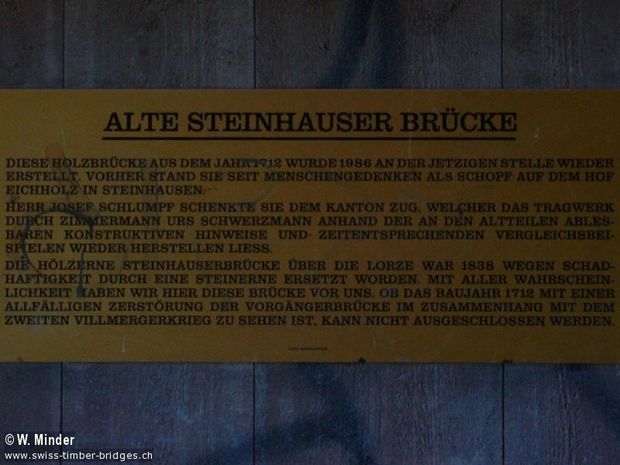 ALTE STEINHAUSER BRÜCKE
DIESE HOLZBRÜCKE AUS DEM JAHR 1712 WURDE 1986 AN DER JETZIGEN STELLE WIEDER
ERSTELLT. VORHER STAND SIE SEIT MENSCHENGEDENKEN ALS SCHOPF AUF DEM HOF
EICHHOLZ IN STEINHAUSEN.
HERR JOSEF SCHLUMPF SCHENKTE SIE DEM KANTON ZUG, WELCHER DAS TRAGWERK
DURCH ZIMMERMANN URS SCHWERZMANN ANHAND DER AN DEN ALTTEILEN ABLES-
BAREN KONSTRUKTIVEN HINWEISE UND ZEITENTSPRECHENDEN VERGLEICHSBEI-
SPIELEN WIEDER HERSTELLEN LIESS.
DIE HÖLZERNE STEINHAUSERBRÜCKE ÜBER DIE LORZE WAR 1838 WEGEN SCHAD-
HAFTIGKEIT DURCH EINE STEINERNE ERSETZT WORDEN. MIT ALLER WAHRSCHEIN-
LICHKEIT HABEN WIR HIER DIESE BRÜCKE VOR UNS. OB DAS BAUJAHR 1712 MIT EINER
ALLFÄLLIGEN ZERSTÖRUNG DER VORGÄNGERBRÜCKE IM ZUSAMMENHANG MIT DEM
ZWEITEN VILLMERGERKRIEG ZU SEHEN IST, KANN NICHT AUSGESCHLOSSEN WERDEN.
© W. Minder
www.swiss-timber-bridges.ch